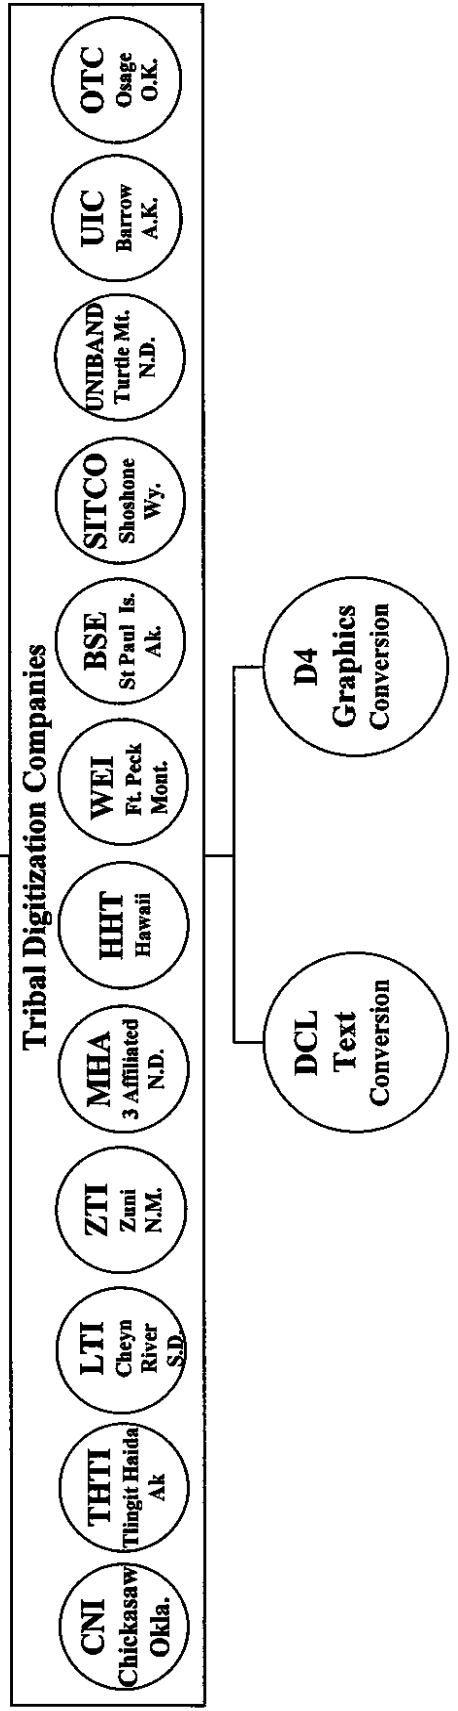 Tribal Digitization Companies
CNI
Chickasaw
Okla.
THTI
Tlingit Haida
Ak
LTI
Cheyn
River
S.D.
ZTI
Zuni
N.M.
MHA
3 Affiliated
N.D.
HHT
Hawaii
WEI
Ft. Peck
Mont.
BSE
St Paul Is.
Ak.
SITCO
Shoshone
Wy.
UNIBAND
Turtle Mt.
N.D.
UIC
Barrow
A.K.
OTC
Osage
O.K.
DCL
Text
Conversion
D4
Graphics
Conversion